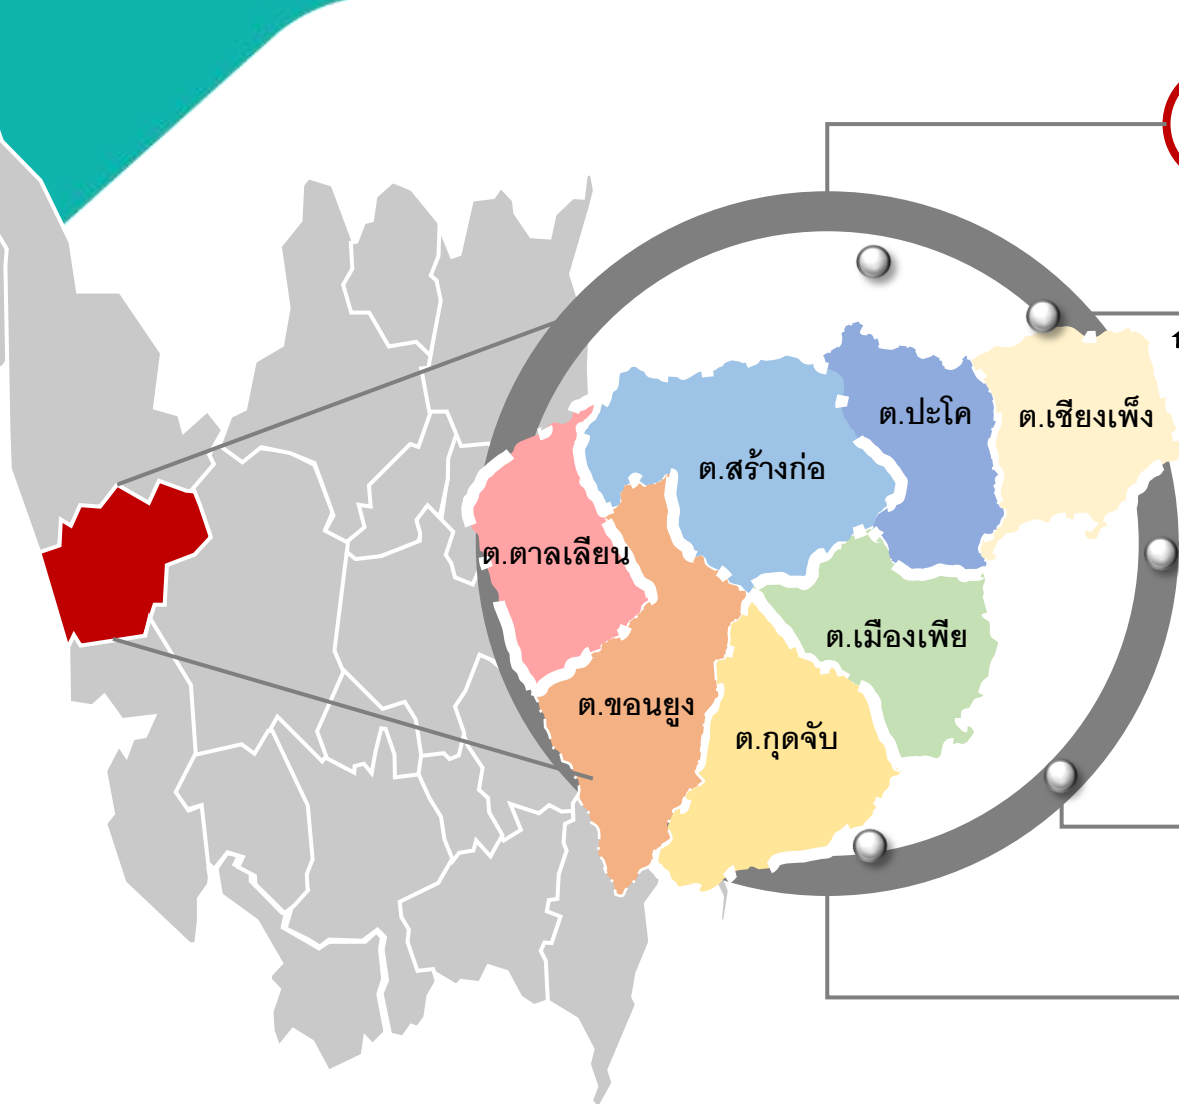 ต.ปะโค
ต.เชียงเพ็ง
ต.สร้างก่อ
ต.ตาลเลียน
ต.เมืองเพีย
ต.ขอนยูง
ต.กุดจับ